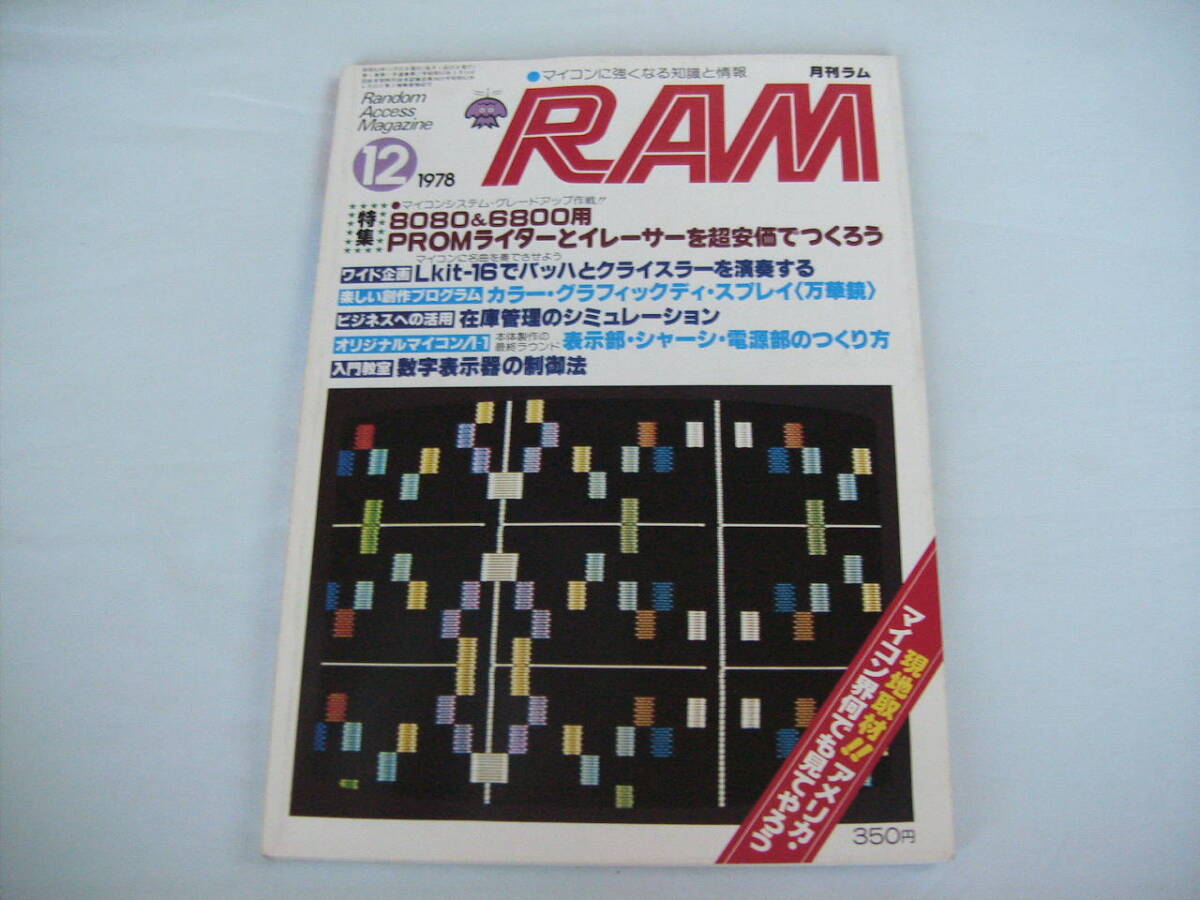 ●マイコンに強くなる知識と情報
月刊ラム
Random
Access
Magazine
RAM
12 1978
特集
●マイコンシステム・グレードアップ作戦!!
8080&6800用
PROMライターとイレーサーを超安価でつくろう
マイコンに名曲を奏でさせよう
ワイド企画 Lkit-16でバッハとクライスラーを演奏する
楽しい創作プログラム カラー・グラフィックディ・スプレイ〈万華鏡〉
ビジネスへの活用 在庫管理のシミュレーション
オリジナルマイコン/I-1 本体製作の最終ラウンド 表示部・シャーシ・電源部のつくり方
入門教室 数字表示器の制御法
現地取材!!アメリカ・
マイコン界何でも見てやろう
350円